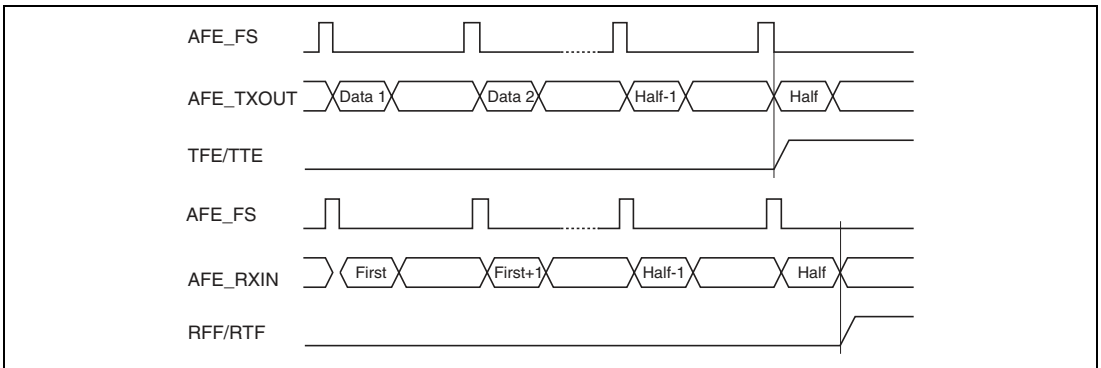 AFE_FS
AFE_TXOUT Data 1 Data 2 Half-1 Half
TFE/TTE
AFE_FS
AFE_RXIN First First+1 Half-1 Half
RFF/RTF